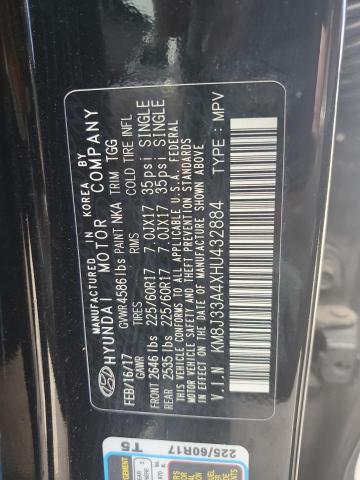 MANUFACTURED IN KOREA BY
HYUNDAI MOTOR COMPANY
FEB/16/17 GVWR 4586 lbs PAINT NKA TRIM TGG
GAWR TIRES RIMS COLD TIRE INFL
FRONT 2646 lbs 225/60R17 7.0JX17 35psi SINGLE
REAR 2535 lbs 225/60R17 7.0JX17 35psi SINGLE
THIS VEHICLE CONFORMS TO ALL APPLICABLE U.S.A. FEDERAL
MOTOR VEHICLE SAFETY STANDARDS IN EFFECT ON THE
DATE OF MANUFACTURE SHOWN ABOVE.
V.I.N : KM8J33A4XHU432884 TYPE : MPV
225/60R17
T5